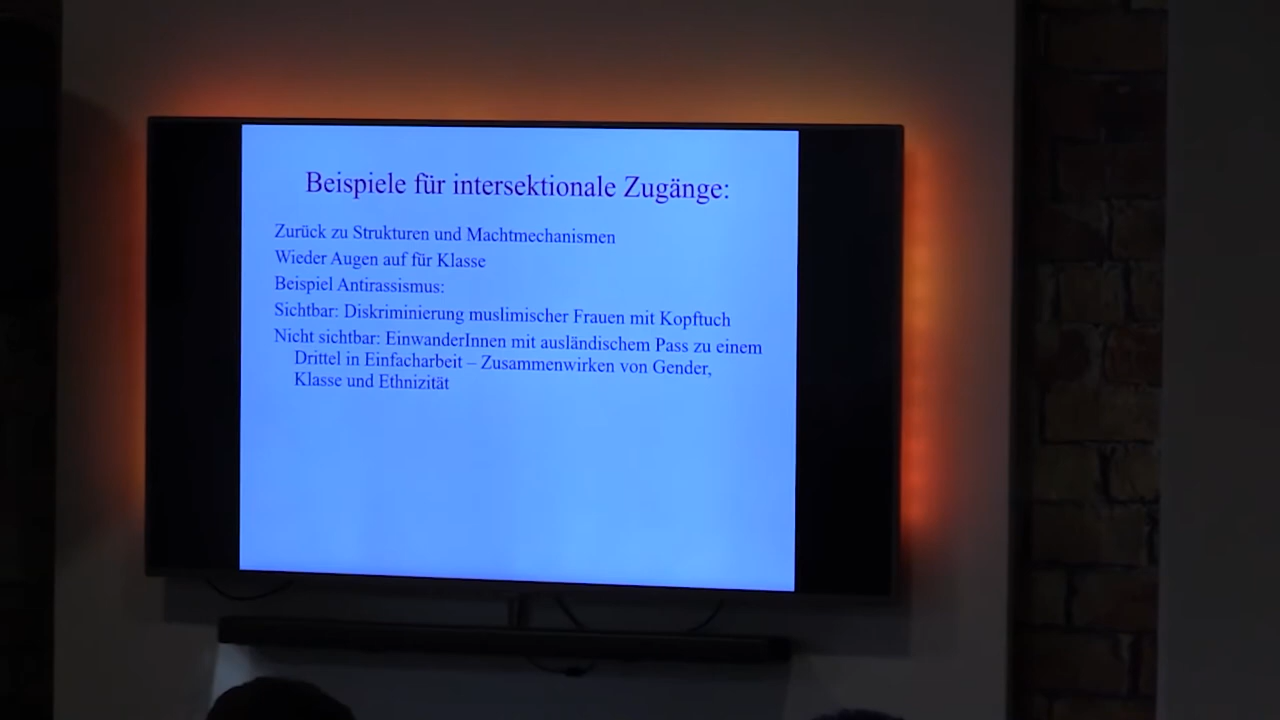 Beispiele für intersektionale Zugänge:
Zurück zu Strukturen und Machtmechanismen
Wieder Augen auf für Klasse
Beispiel Antirassismus:
Sichtbar: Diskriminierung muslimischer Frauen mit Kopftuch
Nicht sichtbar: EinwanderInnen mit ausländischem Pass zu einem
Drittel in Einfacharbeit – Zusammenwirken von Gender,
Klasse und Ethnizität